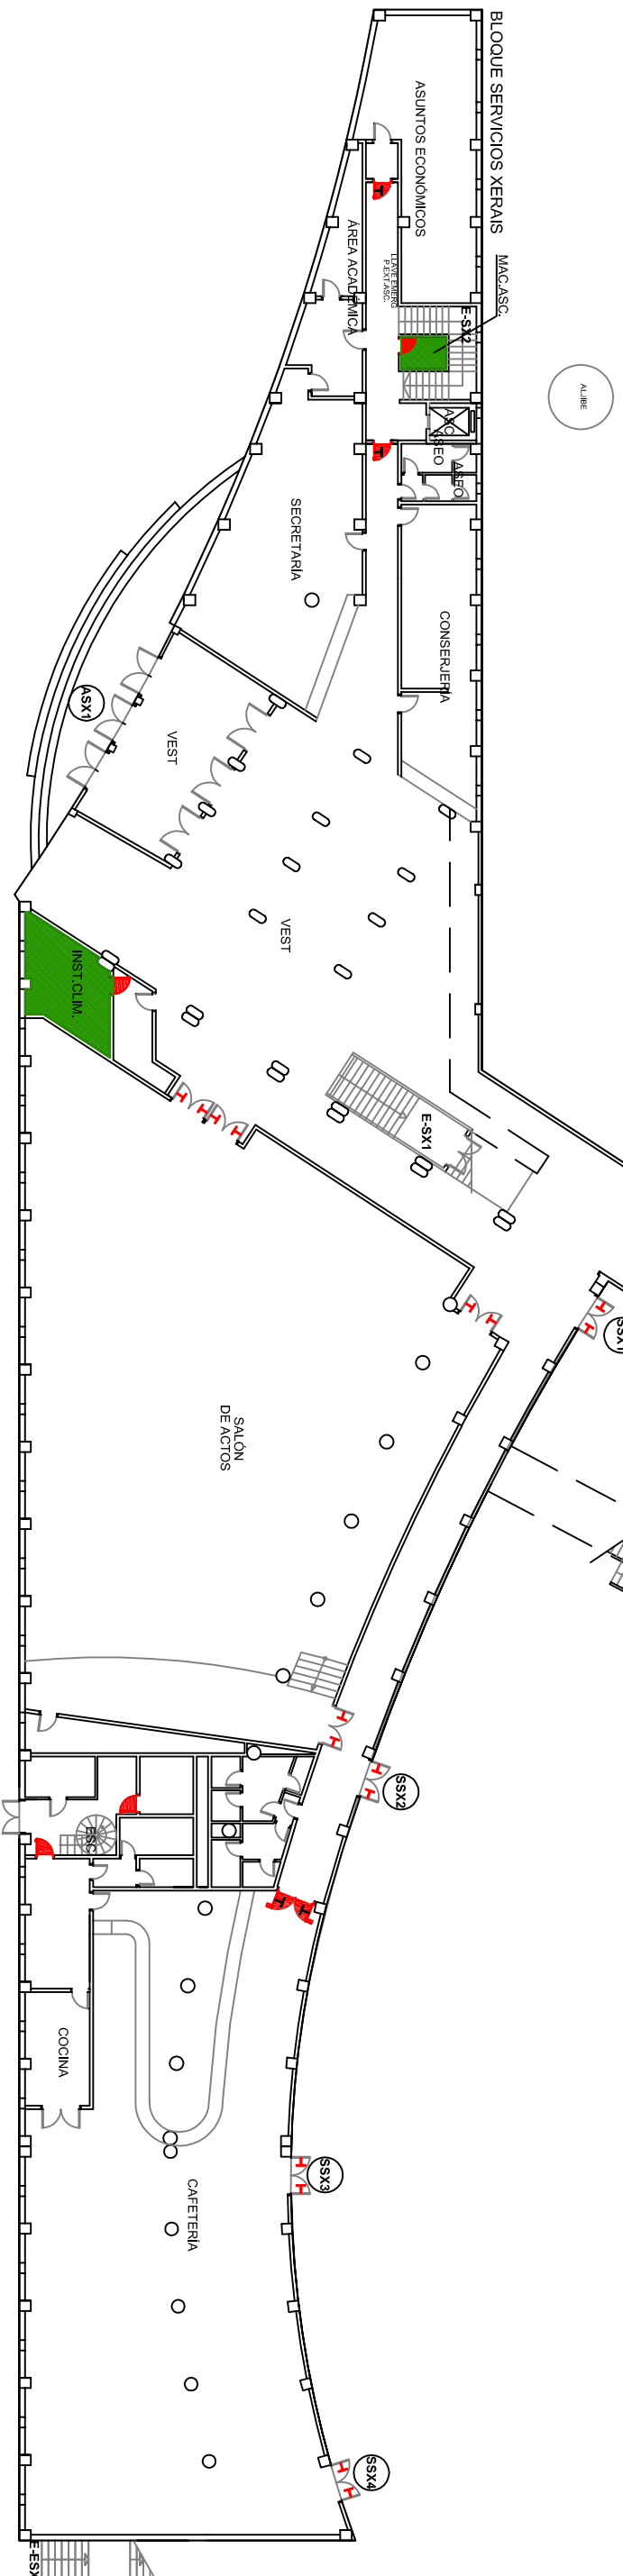 BLOQUE SERVICIOS XERAIS
ASUNTOS ECONÓMICOS
MAC.ASC.
ÁREA ACADÉMICA
LLAVE EMERG
P.EXT.ASC.
E-SX2
ALJIBE
ASC
ASEO
ASEO
SECRETARÍA
CONSERJERÍA
ASX1
VEST
VEST
INST.CLIM.
E-SX1
SSX1
SALÓN
DE ACTOS
SSX2
ESC
COCINA
SSX3
CAFETERÍA
SSX4